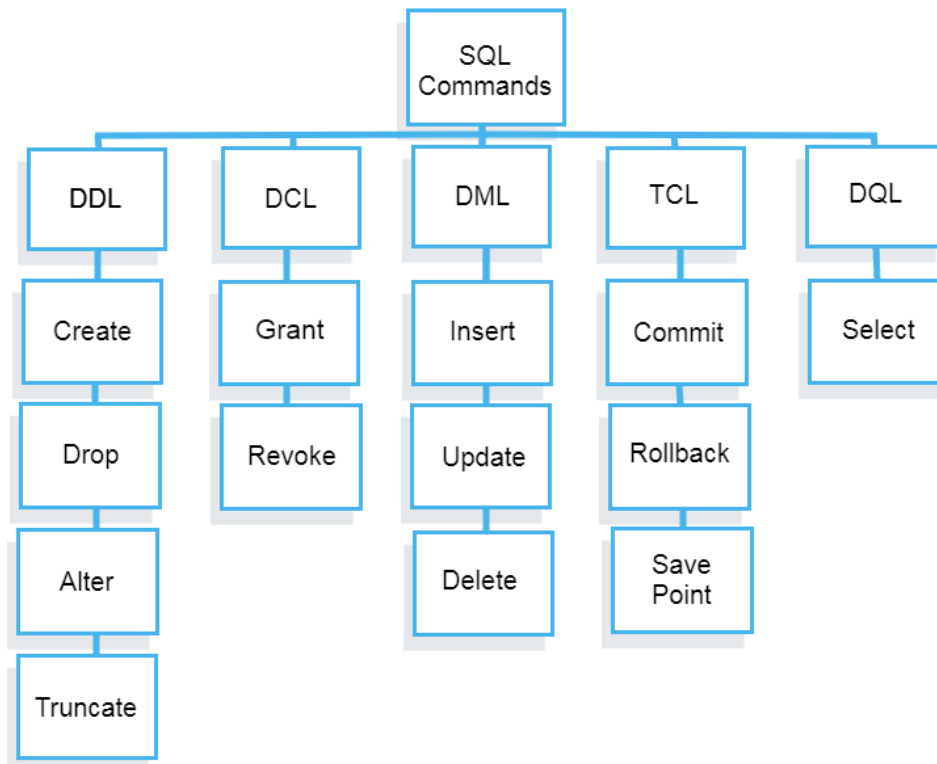 SQL
Commands
DDL
DCL
DML
TCL
DQL
Create
Grant
Insert
Commit
Select
Drop
Revoke
Update
Rollback
Alter
Delete
Save
Point
Truncate